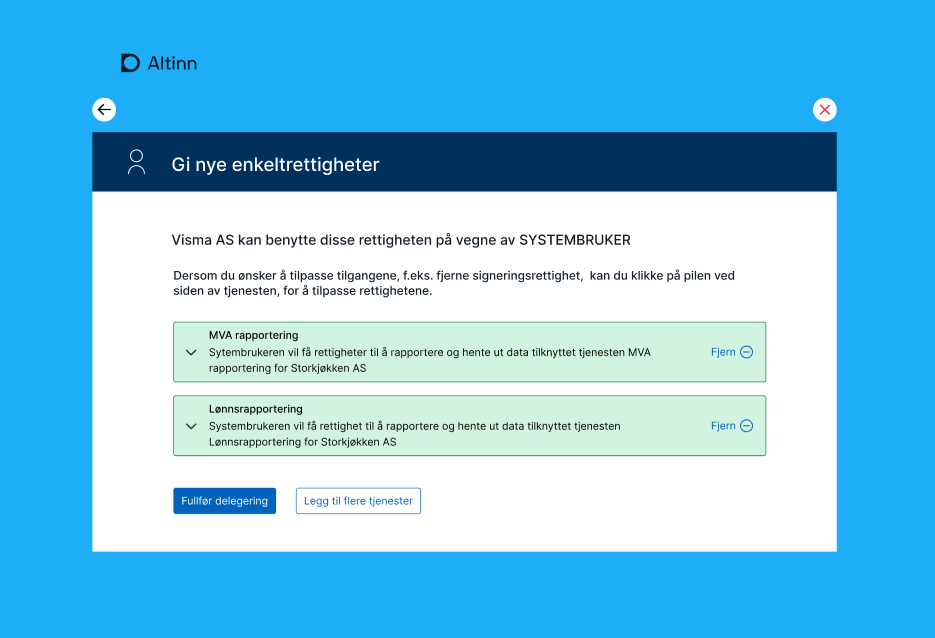 Altinn
Gi nye enkeltrettigheter
Visma AS kan benytte disse rettigheten på vegne av SYSTEMBRUKER
Dersom du ønsker å tilpasse tilgangene, f.eks. fjerne signeringsrettighet,  kan du klikke på pilen ved
siden av tjenesten, for å tilpasse rettighetene.
MVA rapportering
Sytembrukeren vil få rettigheter til å rapportere og hente ut data tilknyttet tjenesten MVA
rapportering for Storkjøkken AS
Fjern
Lønnsrapportering
Systembrukeren vil få rettighet til å rapportere og hente ut data tilknyttet tjenesten
Lønnsrapportering for Storkjøkken AS
Fjern
Fullfør delegering
Legg til flere tjenester